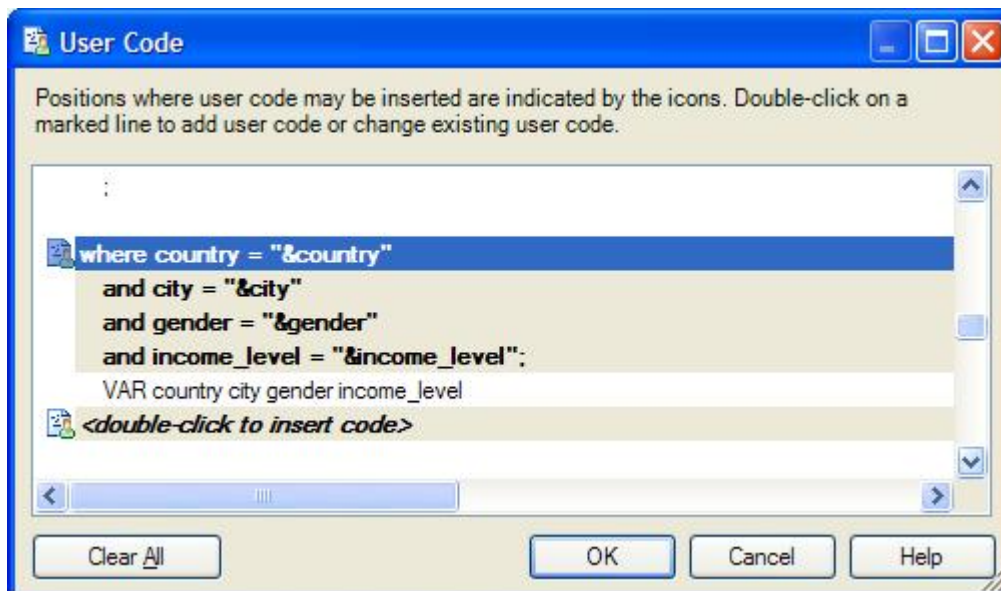 User Code
Positions where user code may be inserted are indicated by the icons. Double-click on a
marked line to add user code or change existing user code.
;
where country = "&country"
and city = "&city"
and gender = "&gender"
and income_level = "&income_level";
VAR country city gender income_level
<double-click to insert code>
Clear All
OK
Cancel
Help